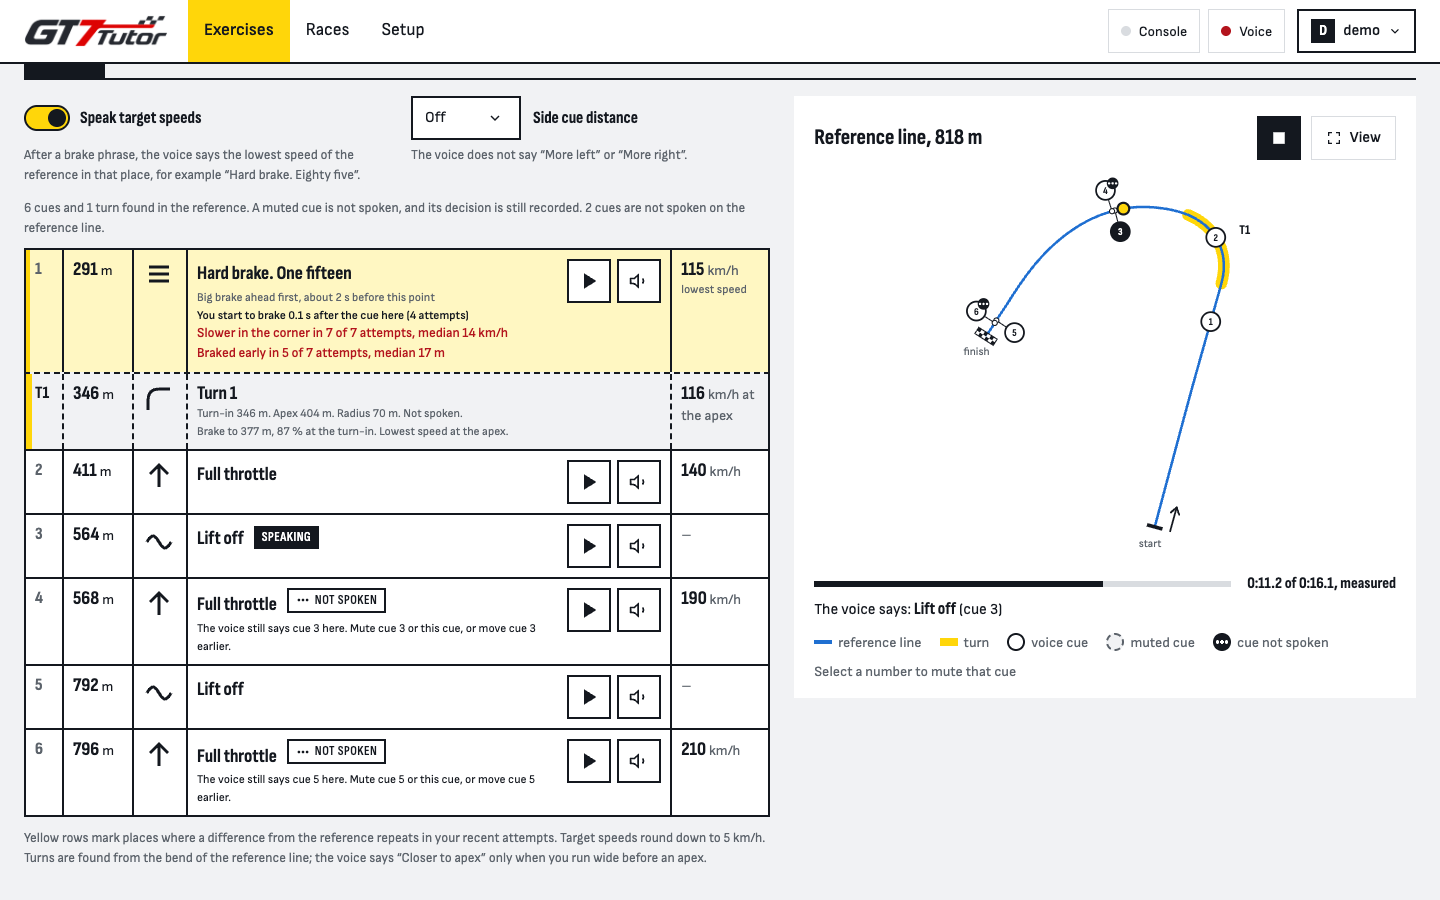 GT7 Tutor
Exercises
Races
Setup
Console
Voice
D
demo
Speak target speeds
After a brake phrase, the voice says the lowest speed of the
reference in that place, for example “Hard brake. Eighty five”.
Off
Side cue distance
The voice does not say “More left” or “More right”.
6 cues and 1 turn found in the reference. A muted cue is not spoken, and its decision is still recorded. 2 cues are not spoken on the
reference line.
1
291 m
Hard brake. One fifteen
Big brake ahead first, about 2 s before this point
You start to brake 0.1 s after the cue here (4 attempts)
Slower in the corner in 7 of 7 attempts, median 14 km/h
Braked early in 5 of 7 attempts, median 17 m
115 km/h
lowest speed
T1
346 m
Turn 1
Turn-in 346 m. Apex 404 m. Radius 70 m. Not spoken.
Brake to 377 m, 87 % at the turn-in. Lowest speed at the apex.
116 km/h at
the apex
2
411 m
Full throttle
140 km/h
3
564 m
Lift off
SPEAKING
–
4
568 m
Full throttle
NOT SPOKEN
The voice still says cue 3 here. Mute cue 3 or this cue, or move cue 3
earlier.
190 km/h
5
792 m
Lift off
–
6
796 m
Full throttle
NOT SPOKEN
The voice still says cue 5 here. Mute cue 5 or this cue, or move cue 5
earlier.
210 km/h
Yellow rows mark places where a difference from the reference repeats in your recent attempts. Target speeds round down to 5 km/h.
Turns are found from the bend of the reference line; the voice says “Closer to apex” only when you run wide before an apex.
Reference line, 818 m
View
4
3
2
T1
6
5
1
finish
start
0:11.2 of 0:16.1, measured
The voice says: Lift off (cue 3)
reference line
turn
voice cue
muted cue
cue not spoken
Select a number to mute that cue